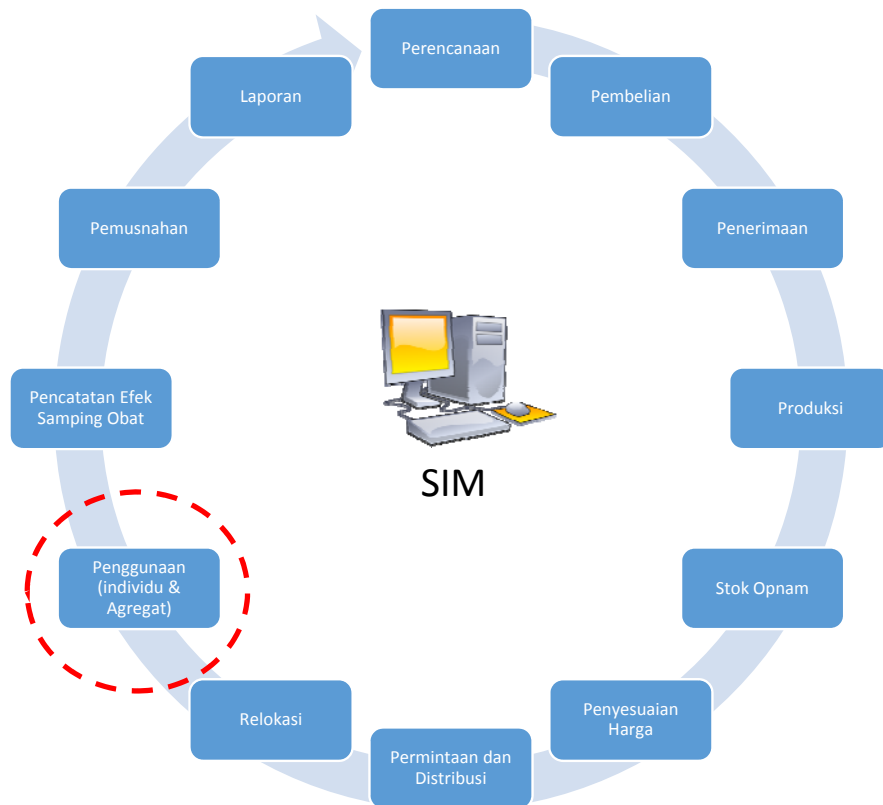 Perencanaan
Pembelian
Penerimaan
Produksi
Stok Opnam
Penyesuaian
Harga
Permintaan dan
Distribusi
Relokasi
Penggunaan
(individu &
Agregat)
Pencatatan Efek
Samping Obat
Pemusnahan
Laporan
SIM